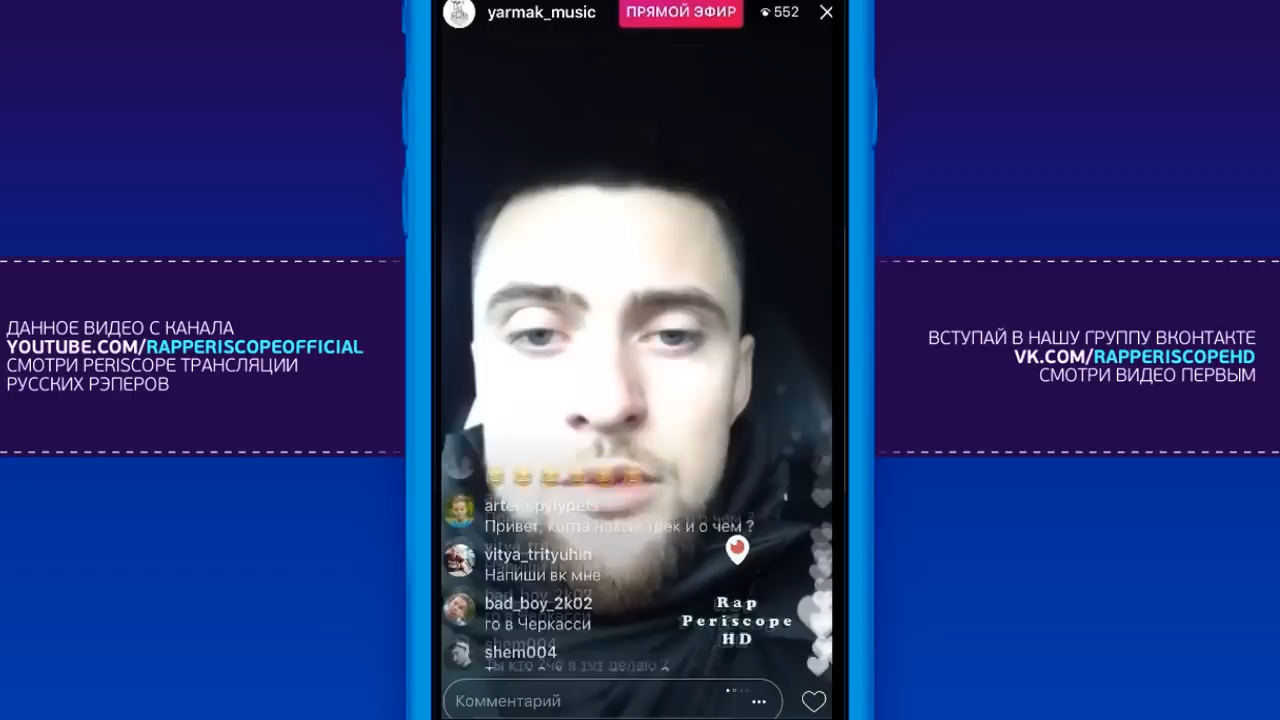 yarmak_music
ПРЯМОЙ ЭФИР
552
ДАННОЕ ВИДЕО С КАНАЛА
YOUTUBE.COM/RAPPERISCOPEOFFICIAL
СМОТРИ PERISCOPE ТРАНСЛЯЦИИ
РУССКИХ РЭПЕРОВ
ВСТУПАЙ В НАШУ ГРУППУ ВКОНТАКТЕ
VK.COM/RAPPERISCOPEHD
СМОТРИ ВИДЕО ПЕРВЫМ
Привет, когда новый трек и о чем ?
vitya_trityuhin
Напиши вк мне
bad_boy_2k02
го в Черкасси
shem004
Rap
Periscope
HD
Комментарий